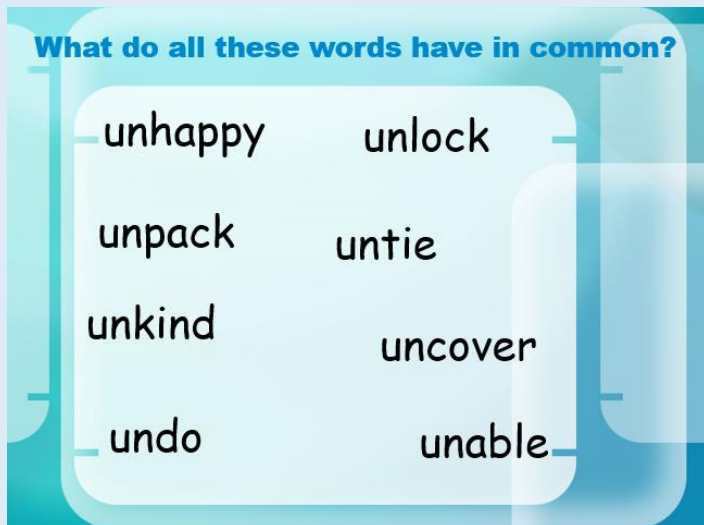 What do all these words have in common?
unhappy
unlock
unpack
untie
unkind
uncover
undo
unable